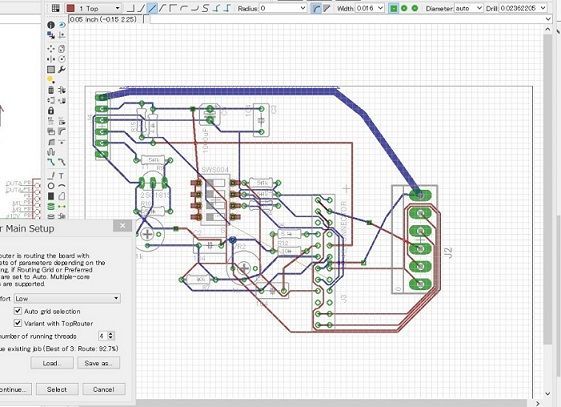 1 Top
Radius: 0
Width: 0.016
Diameter: auto
Drill: 0.02362205
0.05 inch (-0.15 2.25)
J2
r Main Setup
outer is routing the board with
ets of parameters depending on the
ng, if Routing Grid or Preferred
are set to Auto. Multiple-core
s are supported.
fort Low
Auto grid selection
Variant with TopRouter
number of running threads 4
ue existing job (Best of 3: Route: 92.7%)
Load...
Save as...
ontinue...
Select
Cancel